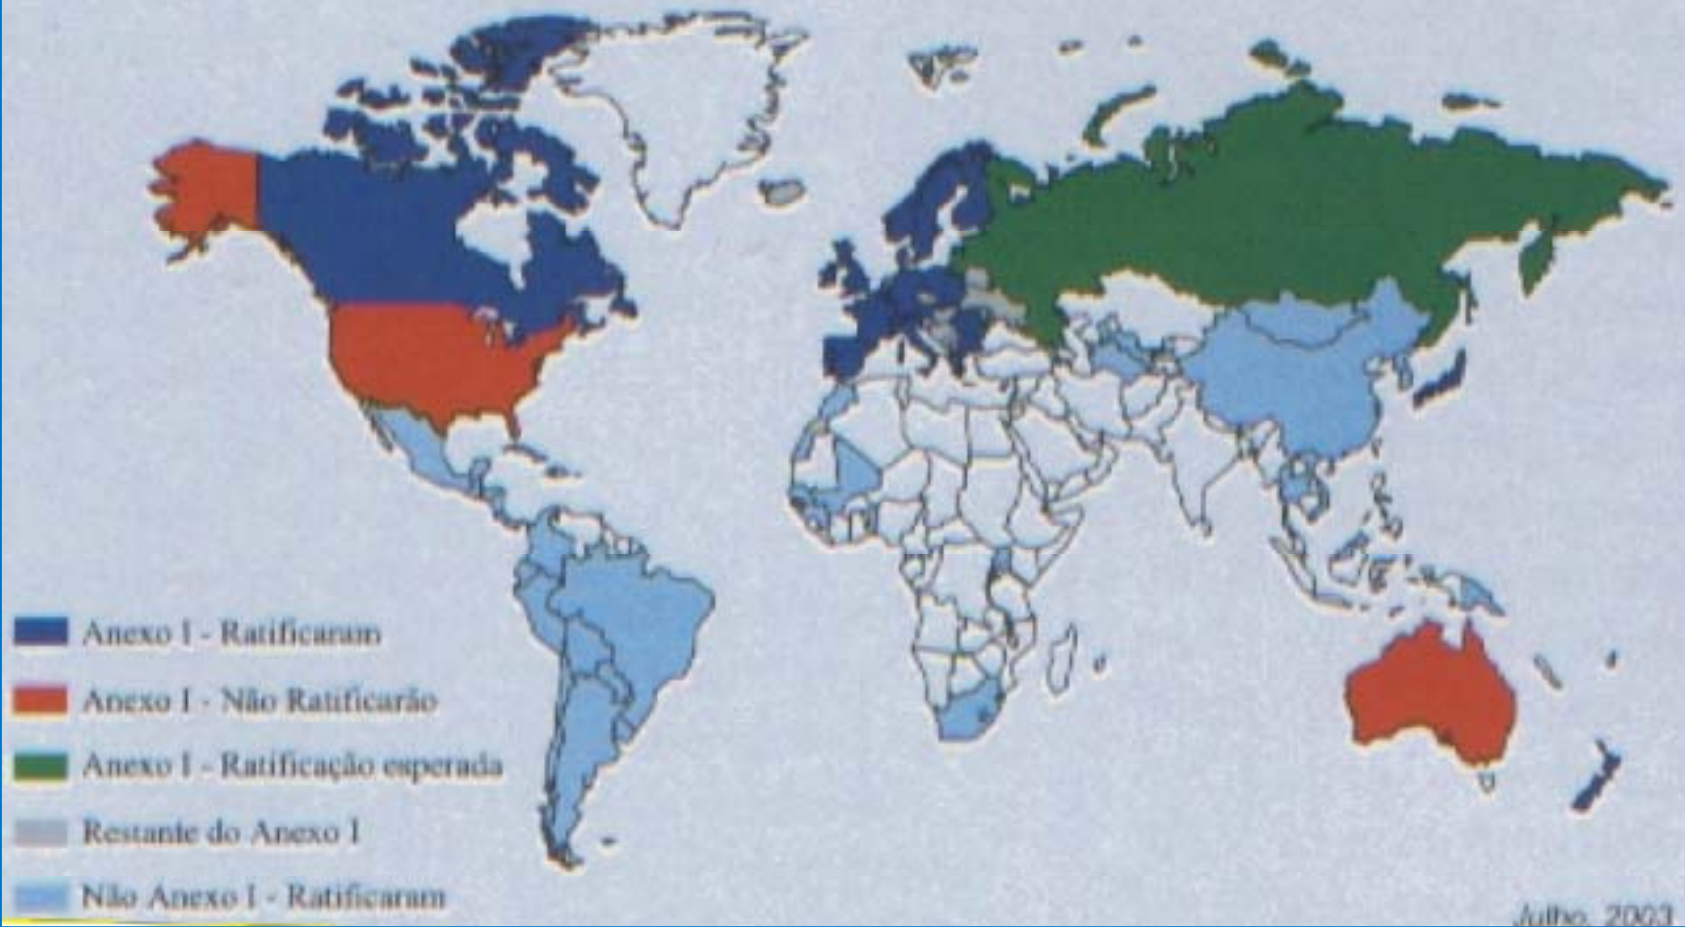 Anexo I - Ratificaram
Anexo I - Não Ratificarão
Anexo I - Ratificação esperada
Restante do Anexo I
Não Anexo I - Ratificaram
Julho, 2003